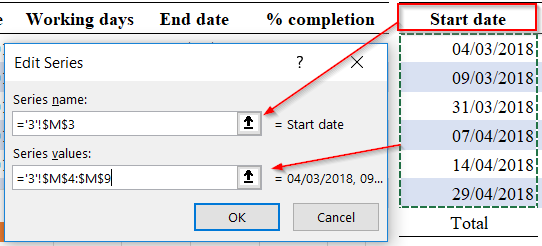 Working days End date % completion Start date
Edit Series ?
Series name:
='3'!$M$3 = Start date
Series values:
='3'!$M$4:$M$9 = 04/03/2018, 09...
OK Cancel
04/03/2018
09/03/2018
31/03/2018
07/04/2018
14/04/2018
29/04/2018
Total